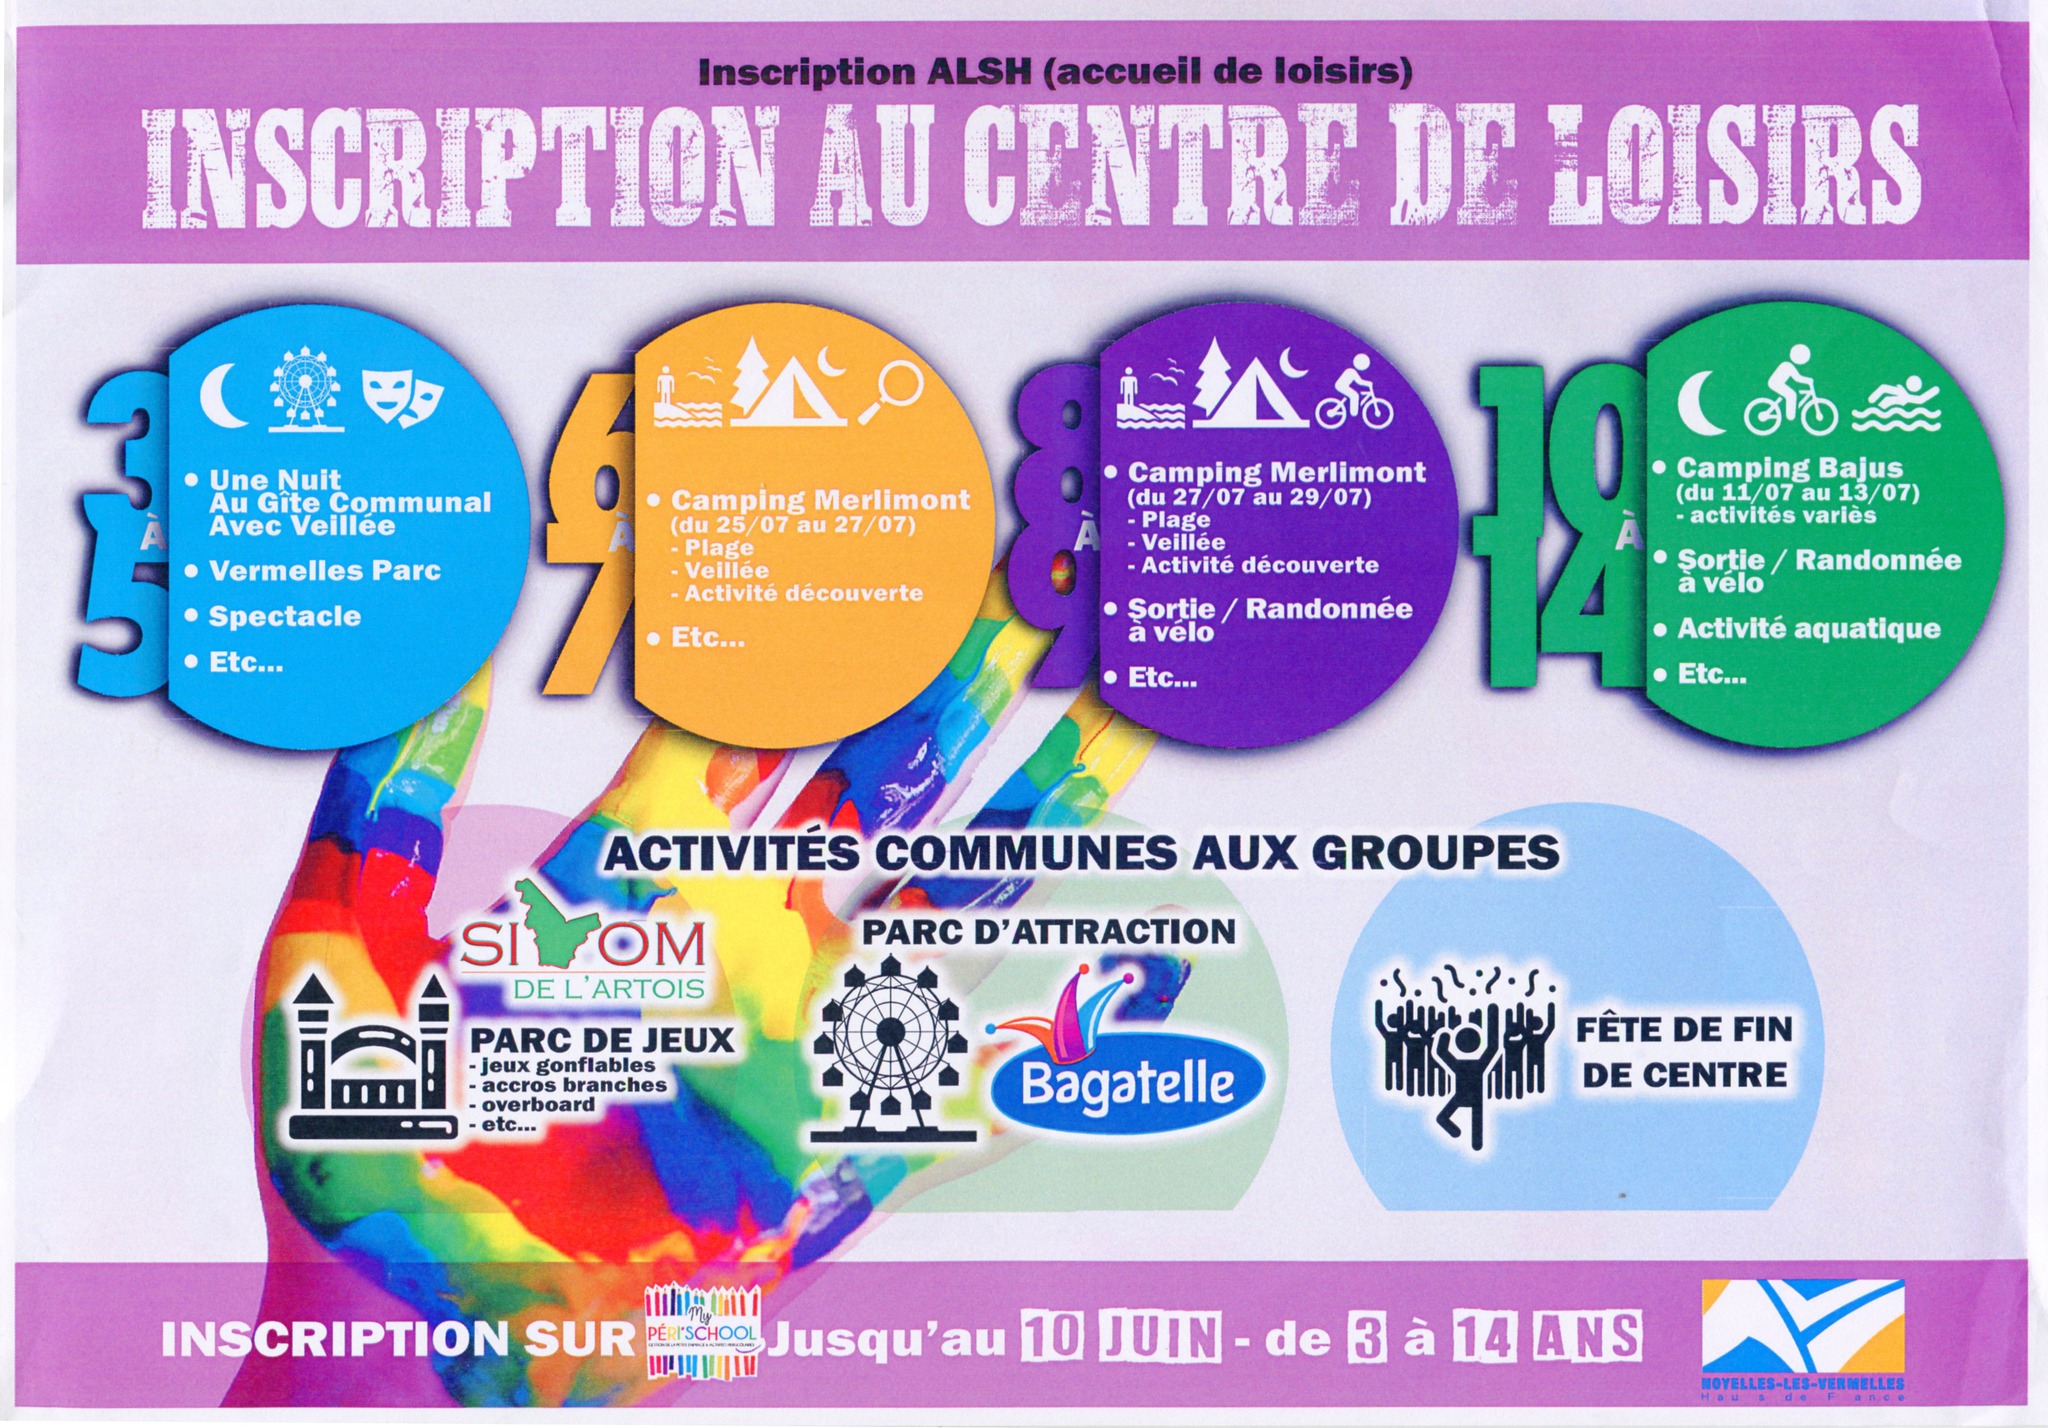 Inscription ALSH (accueil de loisirs)
INSCRIPTION AU CENTRE DE LOISIRS
3
À
5
• Une Nuit
Au Gîte Communal
Avec Veillée
• Vermelles Parc
• Spectacle
• Etc...
6
À
7
• Camping Merlimont
(du 25/07 au 27/07)
- Plage
- Veillée
- Activité découverte
• Etc...
8
À
9
• Camping Merlimont
(du 27/07 au 29/07)
- Plage
- Veillée
- Activité découverte
• Sortie / Randonnée
à vélo
• Etc...
10
À
14
• Camping Bajus
(du 11/07 au 13/07)
- activités variès
• Sortie / Randonnée
à vélo
• Activité aquatique
• Etc...
ACTIVITÉS COMMUNES AUX GROUPES
SIVOM
DE L'ARTOIS
PARC DE JEUX
- jeux gonflables
- accros branches
- overboard
- etc...
PARC D'ATTRACTION
Bagatelle
FÊTE DE FIN
DE CENTRE
INSCRIPTION SUR My PÉRI'SCHOOL Jusqu'au 10 JUIN - de 3 à 14 ANS
NOYELLES-LES-VERMELLES